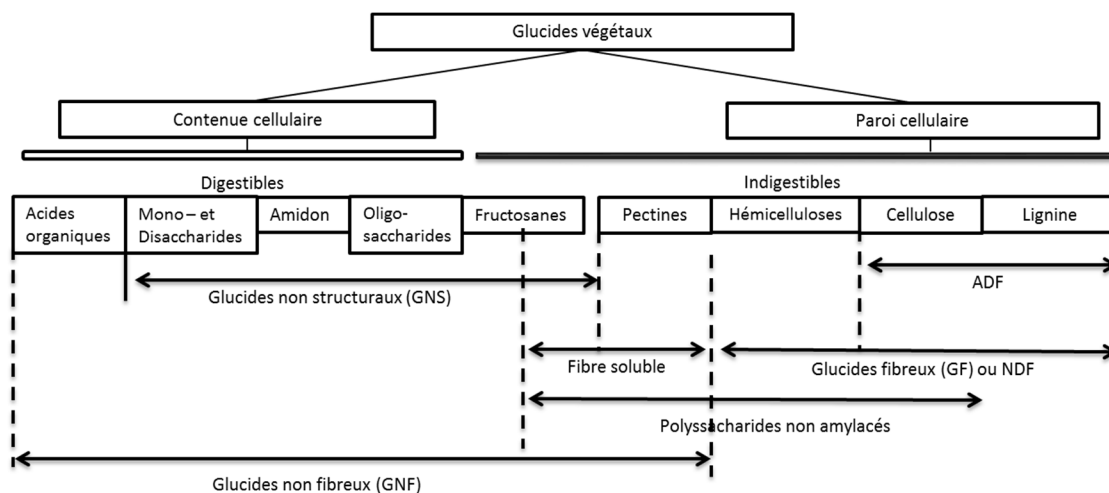 Glucides végétaux
Contenue cellulaire
Paroi cellulaire
Digestibles
Indigestibles
Acides
organiques
Mono – et
Disaccharides
Amidon
Oligo-
saccharides
Fructosanes
Pectines
Hémicelluloses
Cellulose
Lignine
ADF
Glucides non structuraux (GNS)
Fibre soluble
Glucides fibreux (GF) ou NDF
Polyssacharides non amylacés
Glucides non fibreux (GNF)